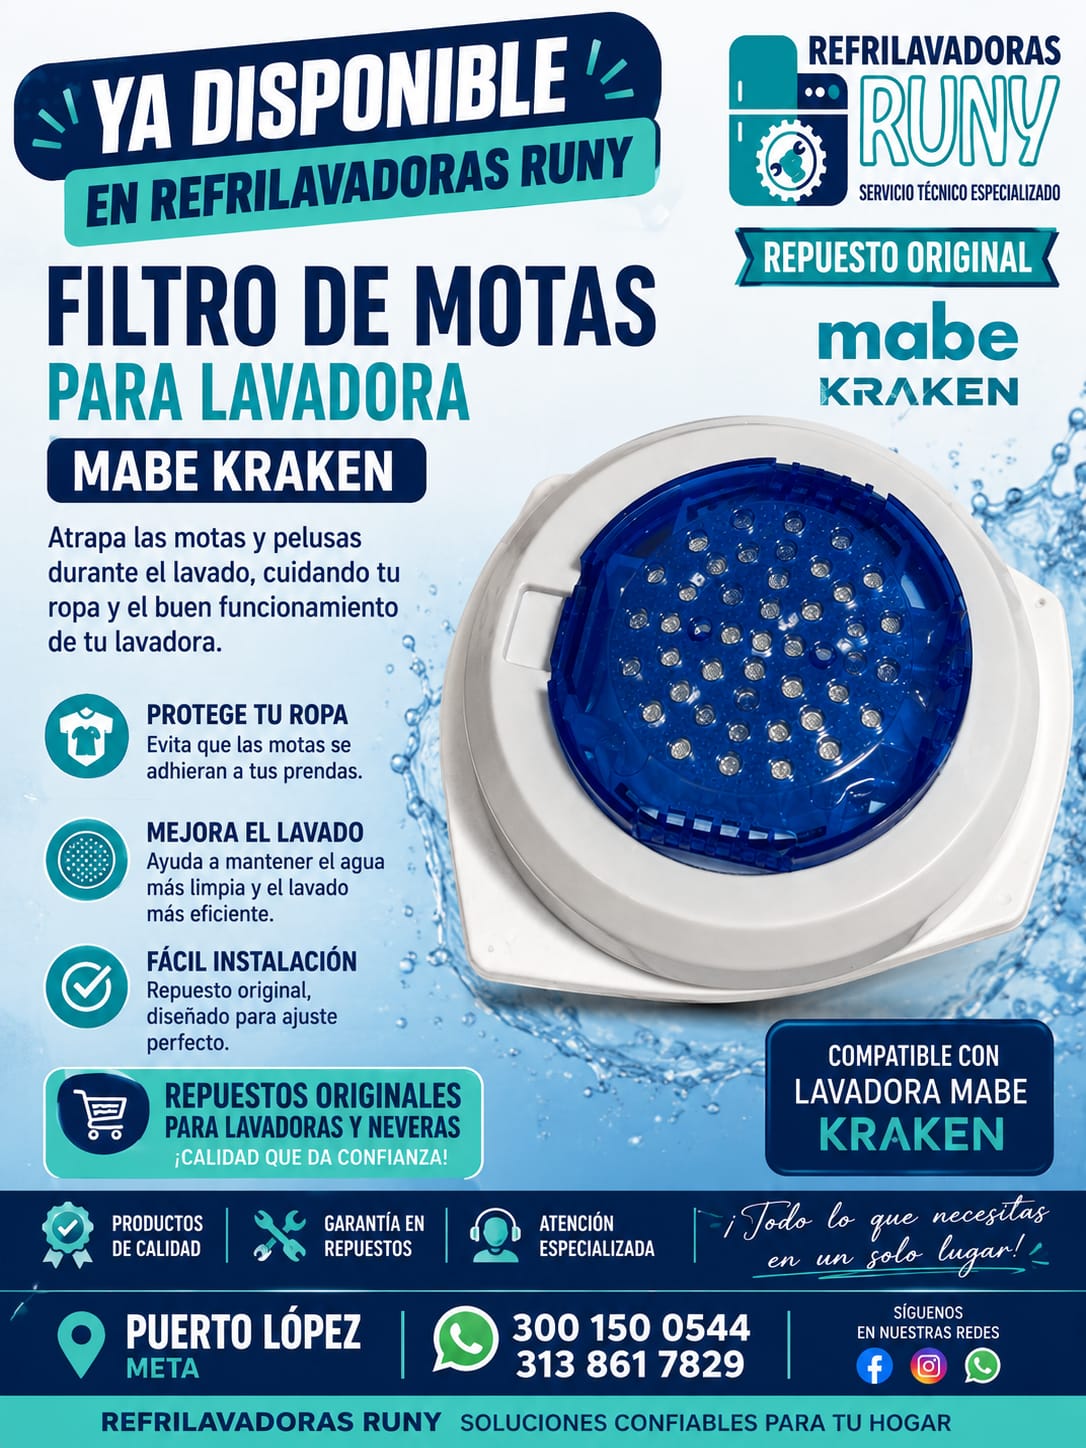 YA DISPONIBLE
EN REFRILAVADORAS RUNY
REFRILAVADORAS
RUNY
SERVICIO TÉCNICO ESPECIALIZADO
REPUESTO ORIGINAL
mabe
KRAKEN
FILTRO DE MOTAS
PARA LAVADORA
MABE KRAKEN
Atrapa las motas y pelusas
durante el lavado, cuidando tu
ropa y el buen funcionamiento
de tu lavadora.
PROTEGE TU ROPA
Evita que las motas se
adhieran a tus prendas.
MEJORA EL LAVADO
Ayuda a mantener el agua
más limpia y el lavado
más eficiente.
FÁCIL INSTALACIÓN
Repuesto original,
diseñado para ajuste
perfecto.
REPUESTOS ORIGINALES
PARA LAVADORAS Y NEVERAS
¡CALIDAD QUE DA CONFIANZA!
COMPATIBLE CON
LAVADORA MABE
KRAKEN
PRODUCTOS
DE CALIDAD
GARANTÍA EN
REPUESTOS
ATENCIÓN
ESPECIALIZADA
¡Todo lo que necesitas
en un solo lugar!
PUERTO LÓPEZ
META
300 150 0544
313 861 7829
SÍGUENOS
EN NUESTRAS REDES
REFRILAVADORAS RUNY SOLUCIONES CONFIABLES PARA TU HOGAR